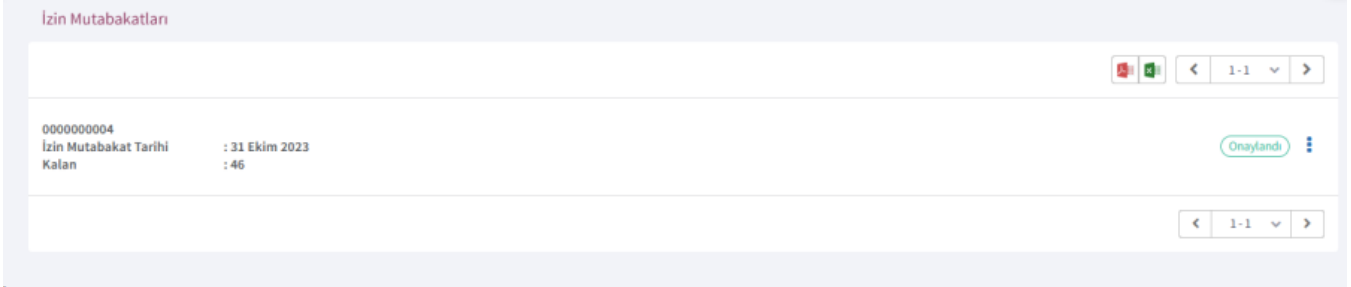 İzin Mutabakatları
1-1
0000000004
İzin Mutabakat Tarihi : 31 Ekim 2023
Onaylandı
Kalan : 46
1-1